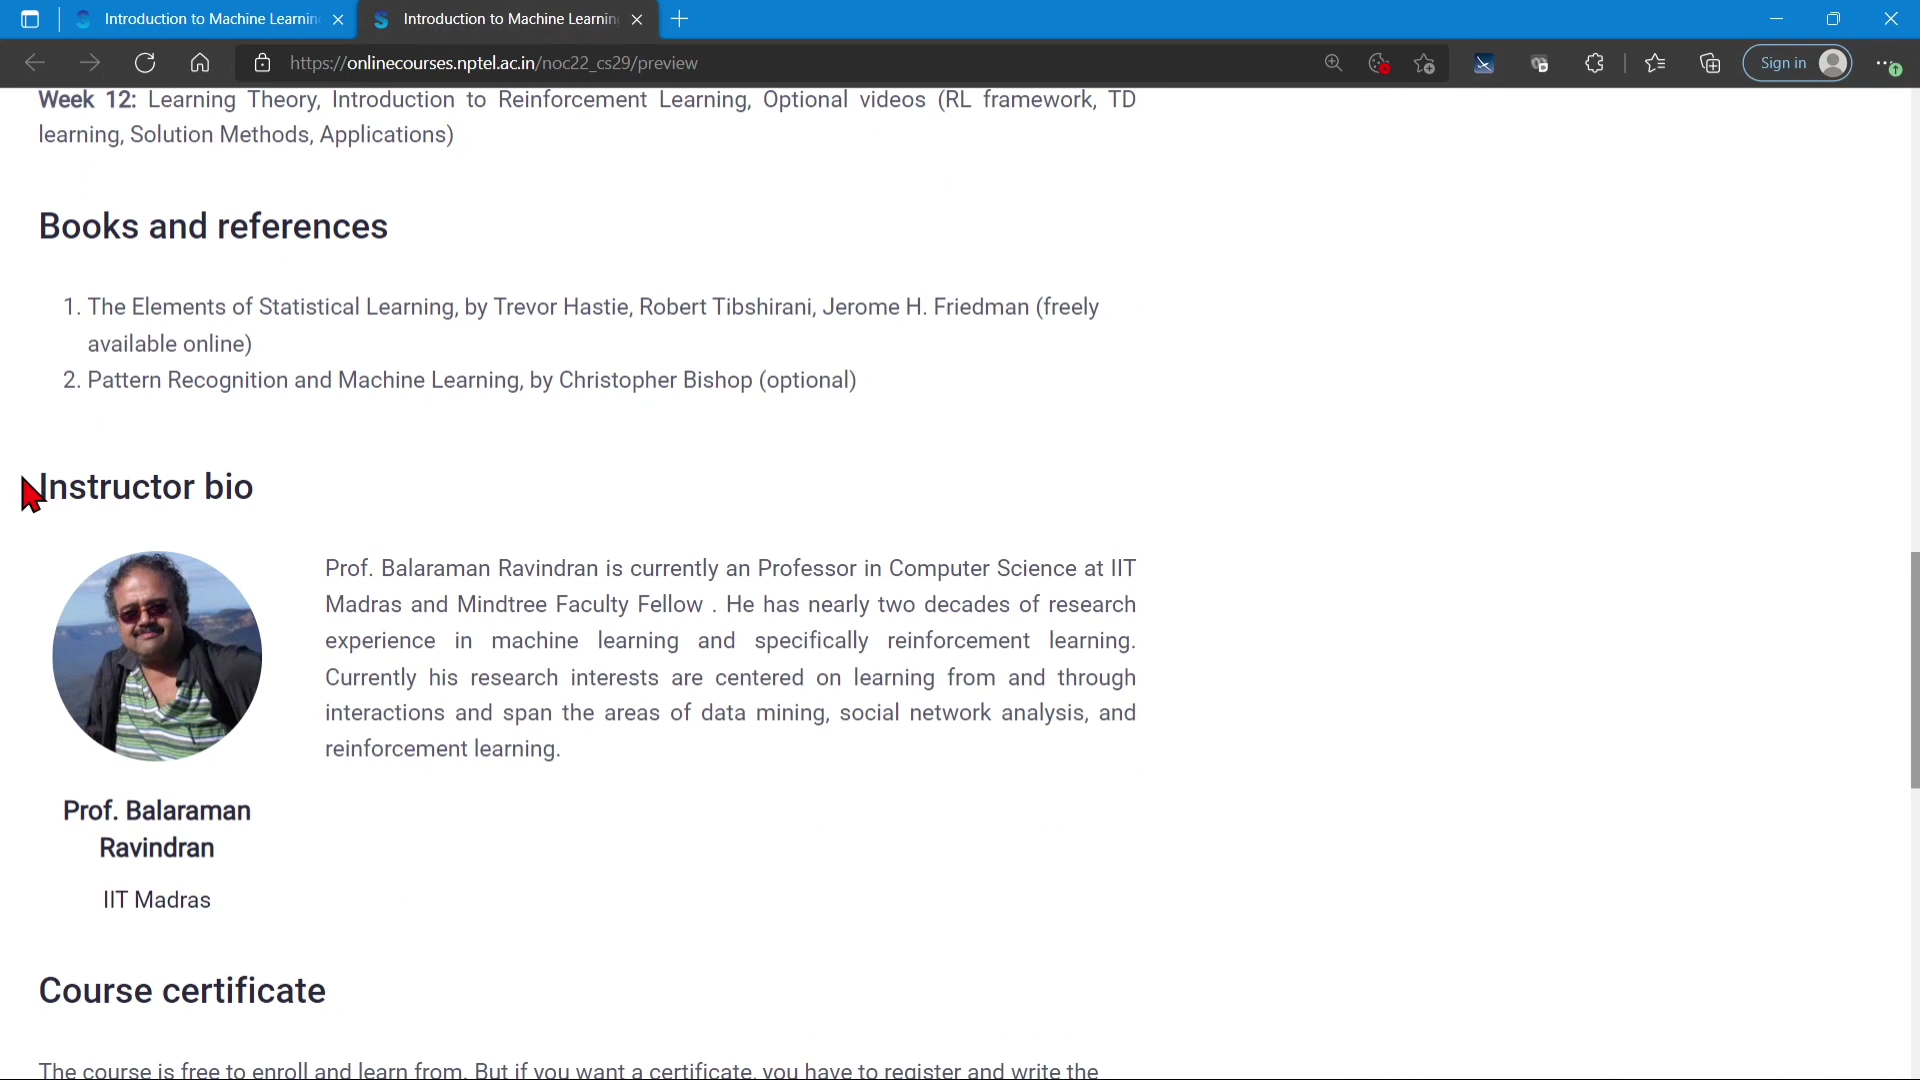 Introduction to Machine Learnin
Introduction to Machine Learnin
https://onlinecourses.nptel.ac.in/noc22_cs29/preview
Sign in
Week 12: Learning Theory, Introduction to Reinforcement Learning, Optional videos (RL framework, TD
learning, Solution Methods, Applications)
Books and references
1. The Elements of Statistical Learning, by Trevor Hastie, Robert Tibshirani, Jerome H. Friedman (freely
available online)
2. Pattern Recognition and Machine Learning, by Christopher Bishop (optional)
Instructor bio
Prof. Balaraman Ravindran is currently an Professor in Computer Science at IIT
Madras and Mindtree Faculty Fellow . He has nearly two decades of research
experience in machine learning and specifically reinforcement learning.
Currently his research interests are centered on learning from and through
interactions and span the areas of data mining, social network analysis, and
reinforcement learning.
Prof. Balaraman
Ravindran
IIT Madras
Course certificate
The course is free to enroll and learn from. But if you want a certificate, you have to register and write the